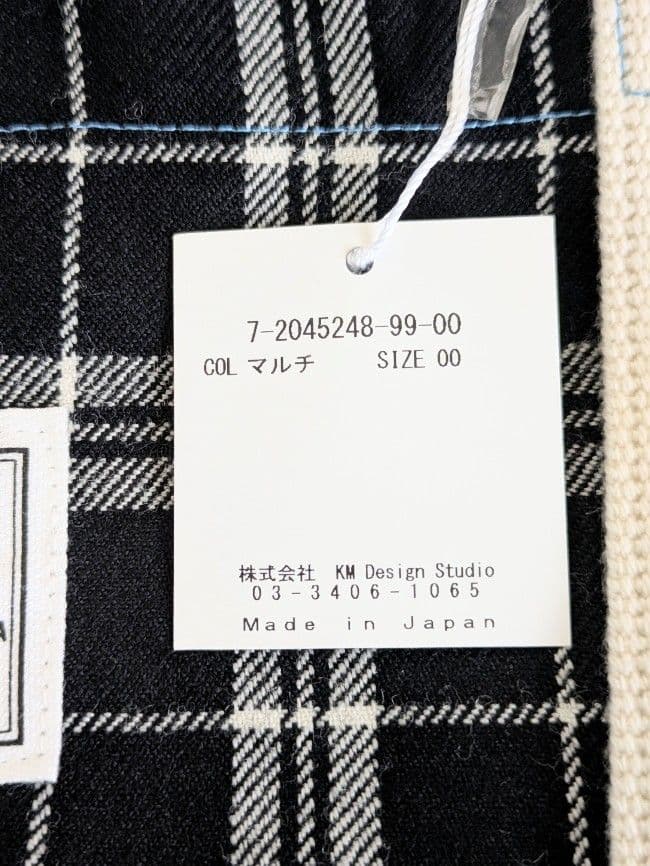 7-2045248-99-00
COL マルチ SIZE 00
株式会社 KM Design Studio
03-3406-1065
Made in Japan
A